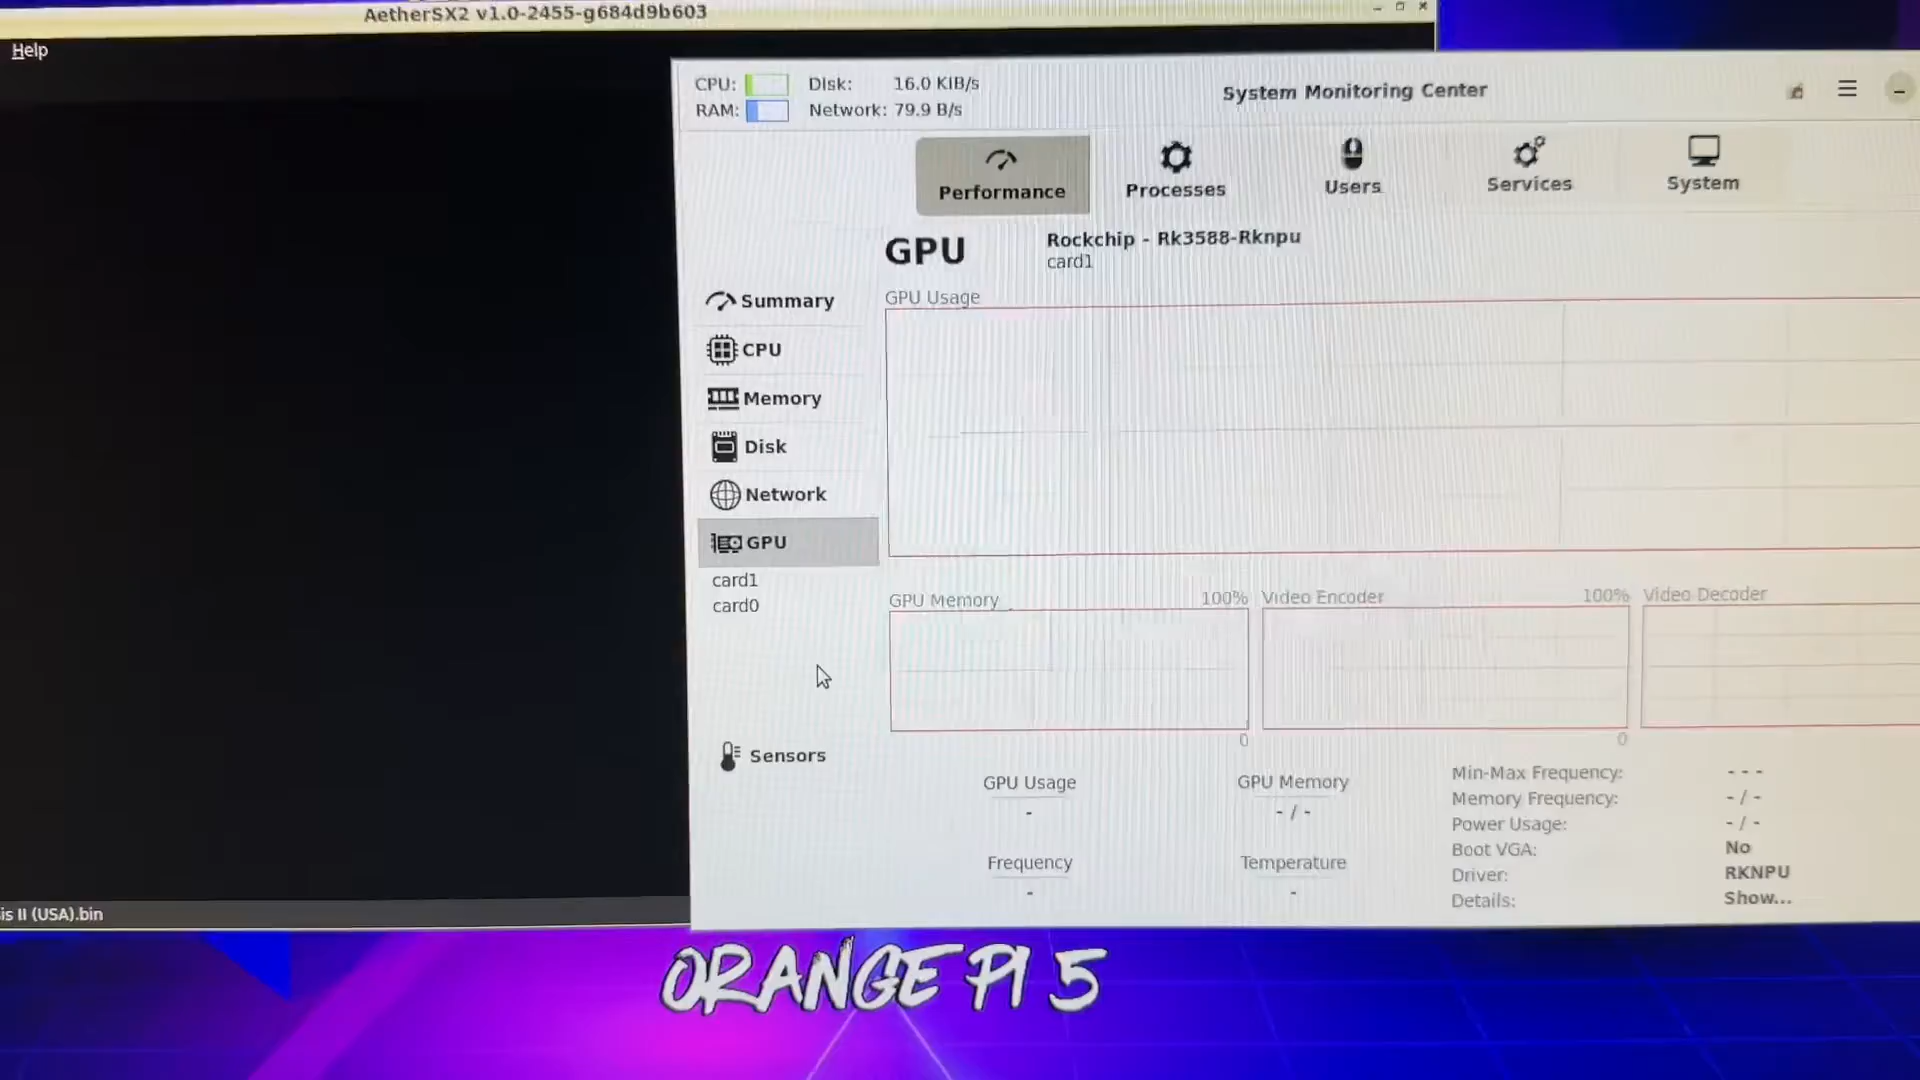 AetherSX2 v1.0-2455-g684d9b603
Help
CPU:
Disk: 16.0 KiB/s
RAM:
Network: 79.9 B/s
System Monitoring Center
Performance
Processes
Users
Services
System
GPU
Rockchip - Rk3588-Rknpu
card1
Summary
CPU
Memory
Disk
Network
GPU
card1
card0
Sensors
GPU Usage
GPU Memory 100%
0
Video Encoder 100%
0
Video Decoder
GPU Usage
-
GPU Memory
- / -
Frequency
-
Temperature
-
Min-Max Frequency: - - -
Memory Frequency: - / -
Power Usage: - / -
Boot VGA: No
Driver: RKNPU
Details: Show...
is II (USA).bin
ORANGE PI 5